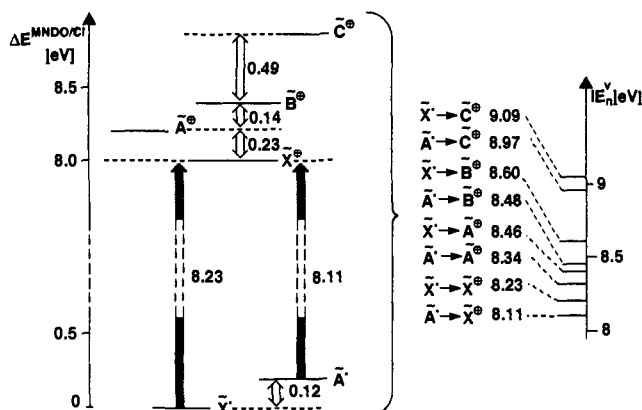 ΔE^MNDO/CI
]eV]
8.5
8.0
0.5
0
C̃⊕
0.49
B̃⊕
Ã⊕
0.14
0.23
X̃⊕
8.23
8.11
Ã·
0.12
X̃·
X̃· → C̃⊕ 9.09
Ã· → C̃⊕ 8.97
X̃· → B̃⊕ 8.60
Ã· → B̃⊕ 8.48
X̃· → Ã⊕ 8.46
Ã· → Ã⊕ 8.34
X̃· → X̃⊕ 8.23
Ã· → X̃⊕ 8.11
IEₙᵛ]eV]
9
8.5
8